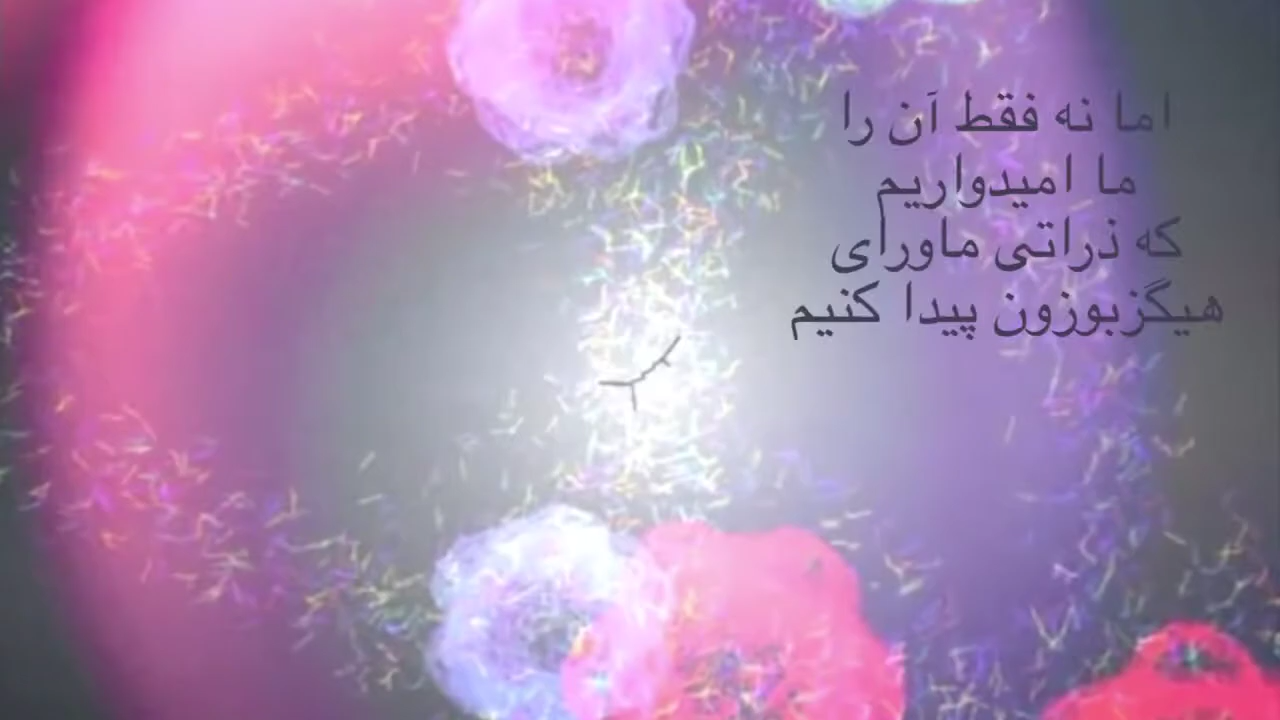 اما نه فقط آن را
ما امیدواریم
که ذراتی ماورای
هیگزبوزون پیدا کنیم